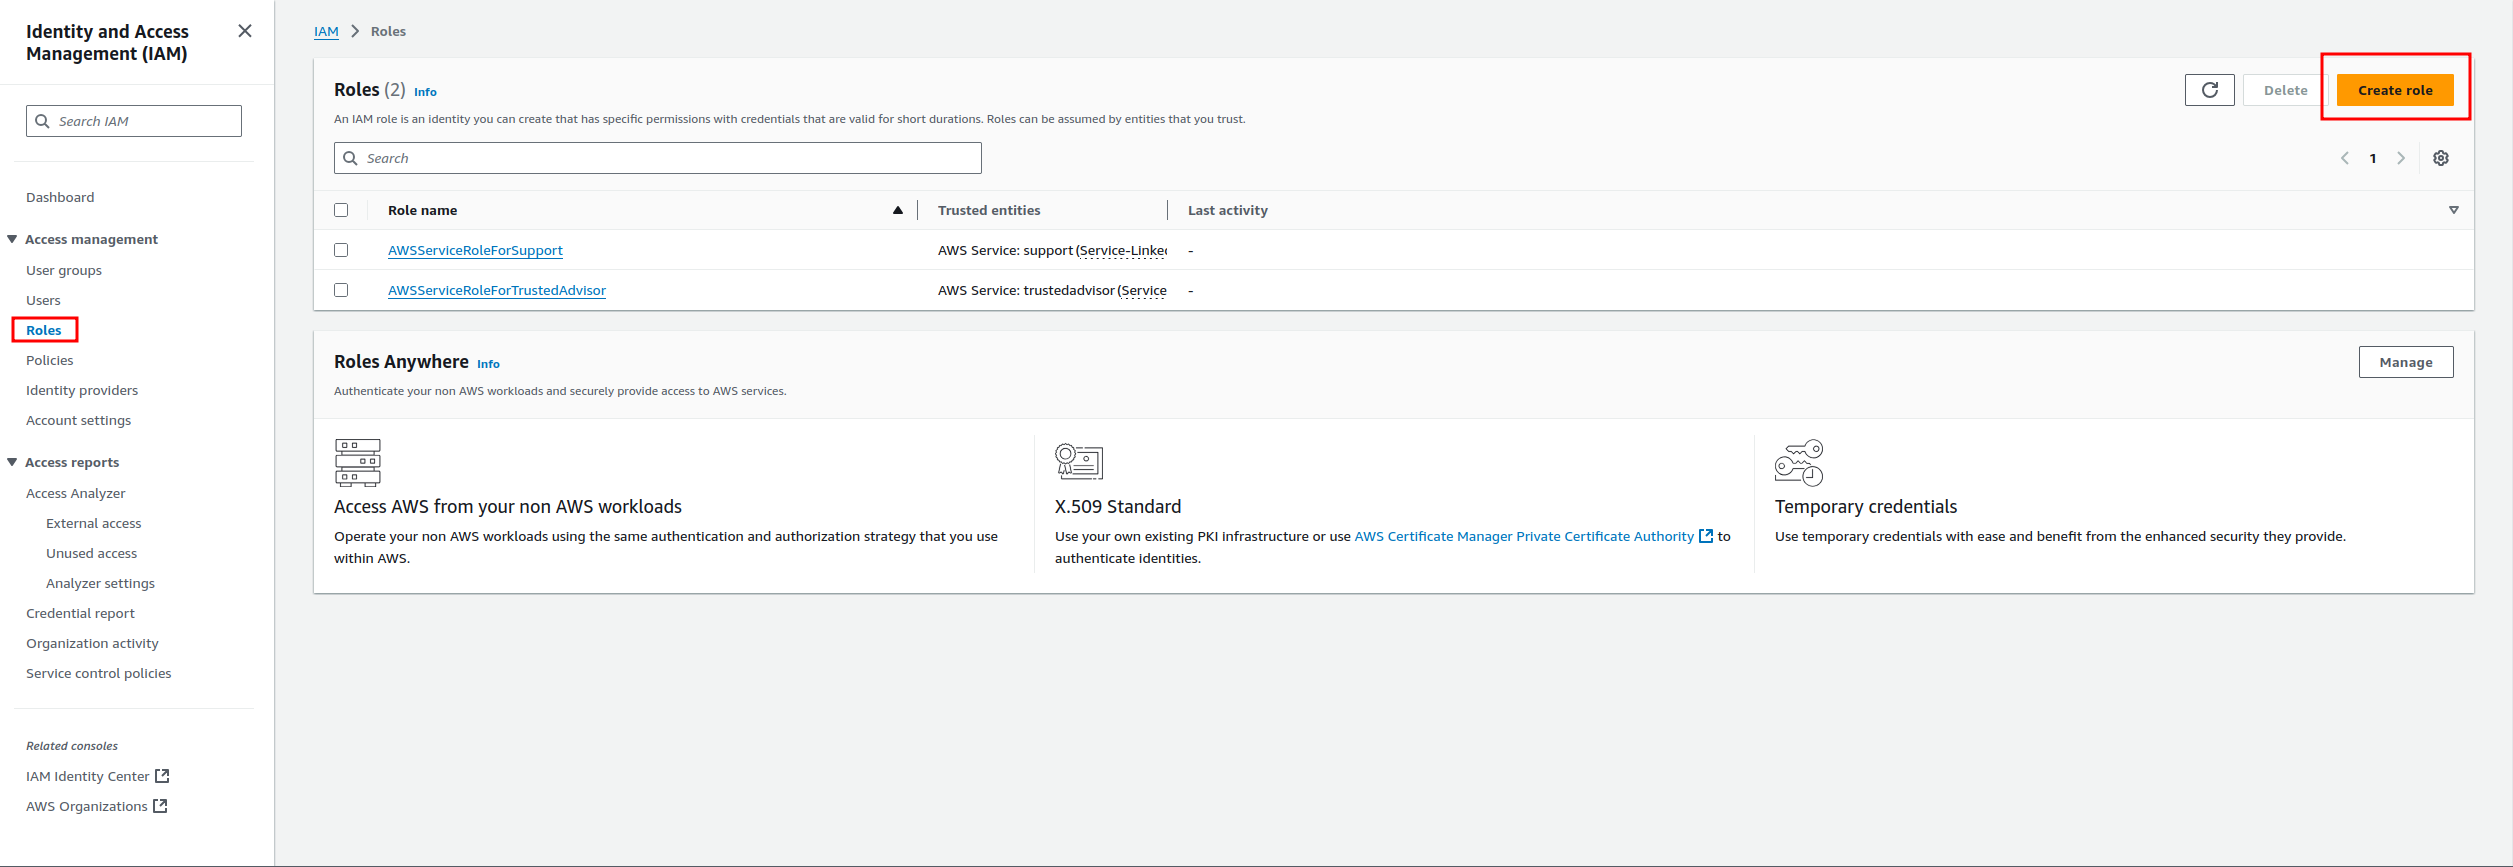 Identity and Access
Management (IAM)
Search IAM
Dashboard
Access management
User groups
Users
Roles
Policies
Identity providers
Account settings
Access reports
Access Analyzer
External access
Unused access
Analyzer settings
Credential report
Organization activity
Service control policies
Related consoles
IAM Identity Center
AWS Organizations
IAM > Roles
Roles (2) Info
Delete
Create role
An IAM role is an identity you can create that has specific permissions with credentials that are valid for short durations. Roles can be assumed by entities that you trust.
Search
1
Role name Trusted entities Last activity
AWSServiceRoleForSupport AWS Service: support (Service-Linked -
AWSServiceRoleForTrustedAdvisor AWS Service: trustedadvisor (Service -
Roles Anywhere Info
Manage
Authenticate your non AWS workloads and securely provide access to AWS services.
Access AWS from your non AWS workloads
Operate your non AWS workloads using the same authentication and authorization strategy that you use
within AWS.
X.509 Standard
Use your own existing PKI infrastructure or use AWS Certificate Manager Private Certificate Authority to
authenticate identities.
Temporary credentials
Use temporary credentials with ease and benefit from the enhanced security they provide.